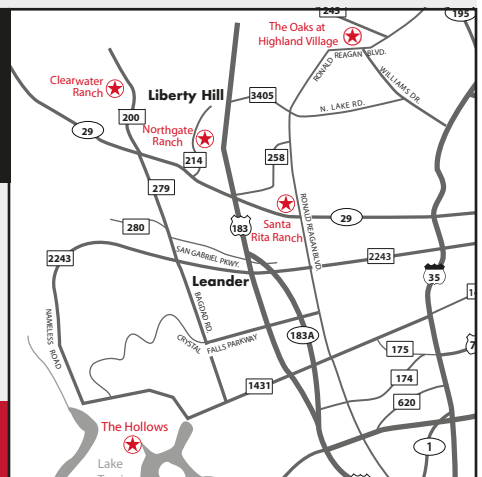 245
195
The Oaks at
Highland Village
RONALD
REAGAN BLVD.
WILLIAMS DR.
Clearwater
Ranch
Liberty Hill
3405
N. LAKE RD.
200
29
Northgate
Ranch
214
258
279
RONALD REAGAN BLVD.
Santa
Rita Ranch
29
280
183
SAN GABRIEL PKWY.
2243
2243
35
Leander
BAGDAD RD.
NAMELESS ROAD
CRYSTAL FALLS PARKWAY
183A
175
174
1431
620
The Hollows
1
Lake